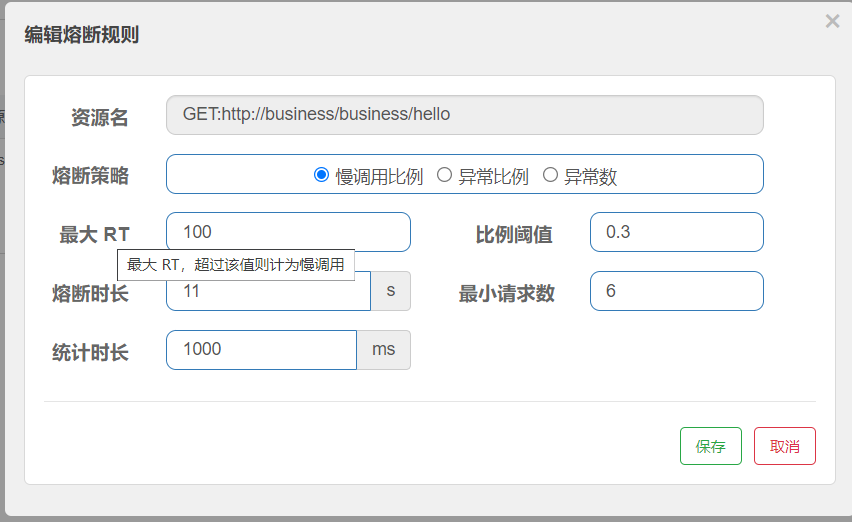 编辑熔断规则
×
资源名 GET:http://business/business/hello
熔断策略 慢调用比例 异常比例 异常数
最大 RT 100 比例阈值 0.3
最大 RT，超过该值则计为慢调用
熔断时长 11 s 最小请求数 6
统计时长 1000 ms
保存 取消